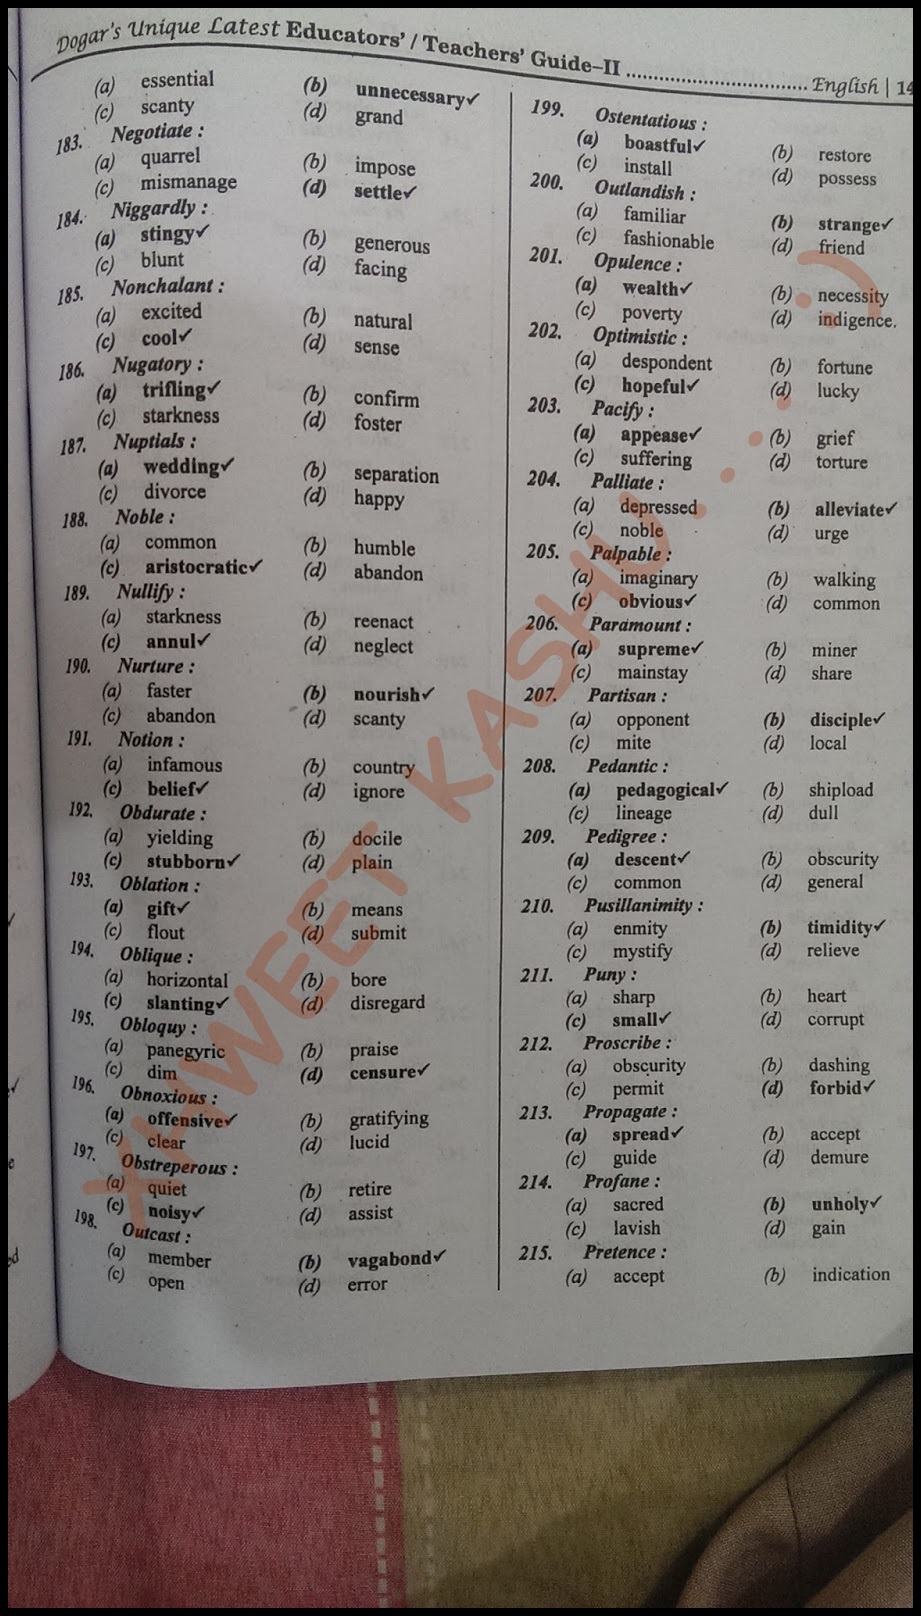 Dogar's Unique Latest Educators' / Teachers' Guide–II ........................................ English | 14
(a) essential (b) unnecessary✓
(c) scanty (d) grand
183. Negotiate :
(a) quarrel (b) impose
(c) mismanage (d) settle✓
184. Niggardly :
(a) stingy✓ (b) generous
(c) blunt (d) facing
185. Nonchalant :
(a) excited (b) natural
(c) cool✓ (d) sense
186. Nugatory :
(a) trifling✓ (b) confirm
(c) starkness (d) foster
187. Nuptials :
(a) wedding✓ (b) separation
(c) divorce (d) happy
188. Noble :
(a) common (b) humble
(c) aristocratic✓ (d) abandon
189. Nullify :
(a) starkness (b) reenact
(c) annul✓ (d) neglect
190. Nurture :
(a) faster (b) nourish✓
(c) abandon (d) scanty
191. Notion :
(a) infamous (b) country
(c) belief✓ (d) ignore
192. Obdurate :
(a) yielding (b) docile
(c) stubborn✓ (d) plain
193. Oblation :
(a) gift✓ (b) means
(c) flout (d) submit
194. Oblique :
(a) horizontal (b) bore
(c) slanting✓ (d) disregard
195. Obloquy :
(a) panegyric (b) praise
(c) dim (d) censure✓
196. Obnoxious :
(a) offensive✓ (b) gratifying
(c) clear (d) lucid
197. Obstreperous :
(a) quiet (b) retire
(c) noisy✓ (d) assist
198. Outcast :
(a) member (b) vagabond✓
(c) open (d) error
199. Ostentatious :
(a) boastful✓ (b) restore
(c) install (d) possess
200. Outlandish :
(a) familiar (b) strange✓
(c) fashionable (d) friend
201. Opulence :
(a) wealth✓ (b) necessity
(c) poverty (d) indigence.
202. Optimistic :
(a) despondent (b) fortune
(c) hopeful✓ (d) lucky
203. Pacify :
(a) appease✓ (b) grief
(c) suffering (d) torture
204. Palliate :
(a) depressed (b) alleviate✓
(c) noble (d) urge
205. Palpable :
(a) imaginary (b) walking
(c) obvious✓ (d) common
206. Paramount :
(a) supreme✓ (b) miner
(c) mainstay (d) share
207. Partisan :
(a) opponent (b) disciple✓
(c) mite (d) local
208. Pedantic :
(a) pedagogical✓ (b) shipload
(c) lineage (d) dull
209. Pedigree :
(a) descent✓ (b) obscurity
(c) common (d) general
210. Pusillanimity :
(a) enmity (b) timidity✓
(c) mystify (d) relieve
211. Puny :
(a) sharp (b) heart
(c) small✓ (d) corrupt
212. Proscribe :
(a) obscurity (b) dashing
(c) permit (d) forbid✓
213. Propagate :
(a) spread✓ (b) accept
(c) guide (d) demure
214. Profane :
(a) sacred (b) unholy✓
(c) lavish (d) gain
215. Pretence :
(a) accept (b) indication
XHWEET KASHU....:)